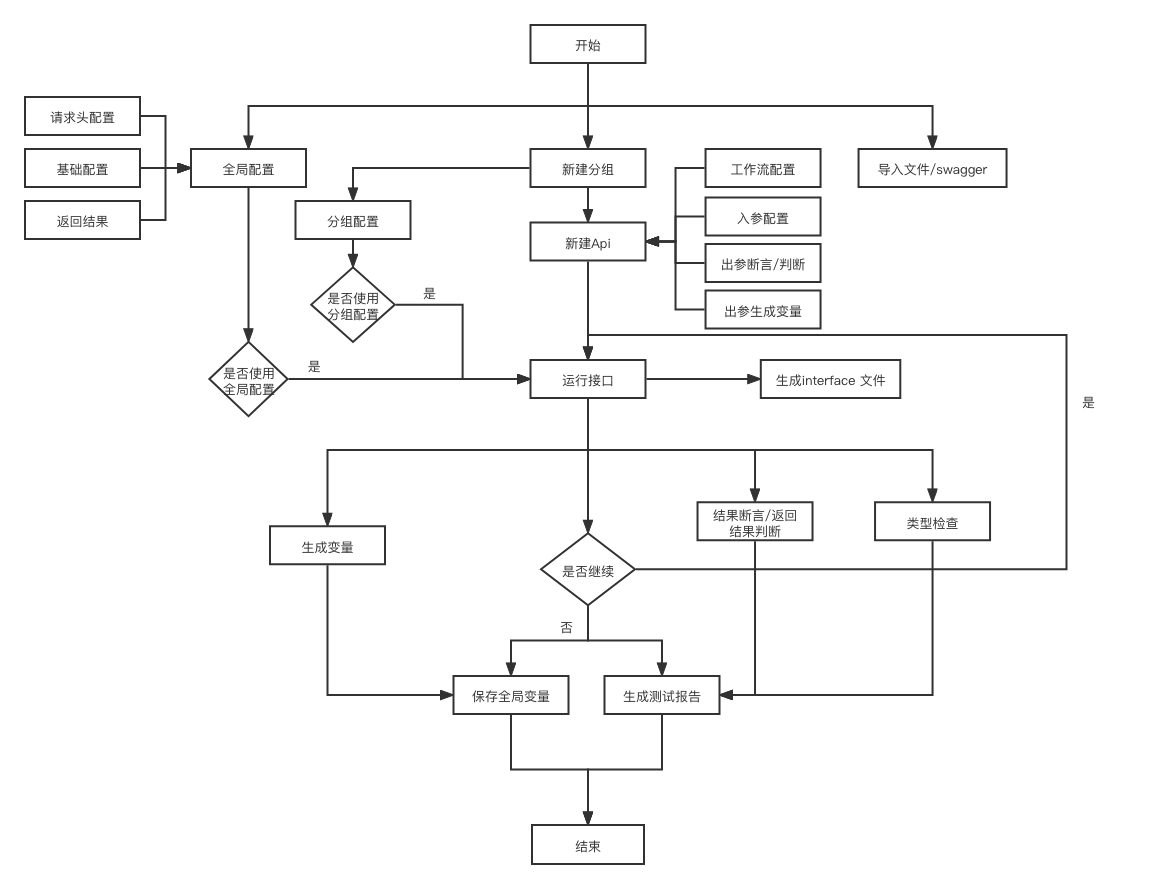 开始
请求头配置
基础配置
返回结果
全局配置
新建分组
工作流配置
导入文件/swagger
分组配置
新建Api
入参配置
出参断言/判断
出参生成变量
是否使用
分组配置
是
是否使用
全局配置
是
运行接口
生成interface 文件
是
生成变量
结果断言/返回
结果判断
类型检查
是否继续
否
保存全局变量
生成测试报告
结束